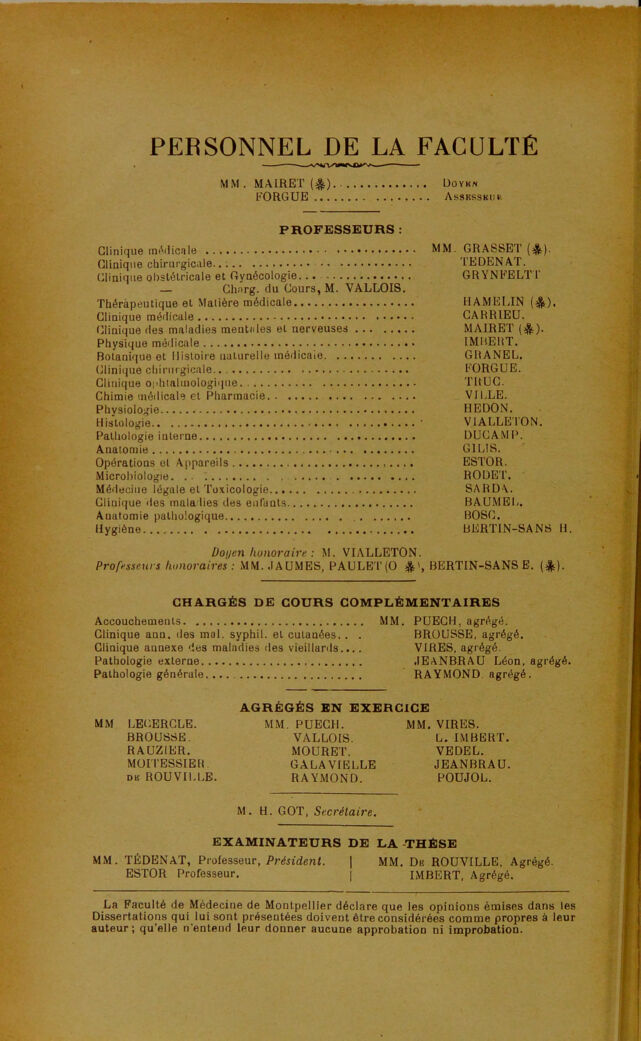 PERSONNEL DE LA FACULTÉ
MM. MAIRET (✻)............. DOYEN
FORGUE ................... ASSESSEUR
PROFESSEURS :
Clinique médicale ............................ MM. GRASSET (✻).
Clinique chirurgicale............................ TEDENAT.
Clinique obstétricale et Gynécologie............... GRYNFELTT
— Charg. du Cours, M. VALLOIS.
Thérapeutique et Matière médicale................... HAMELIN (✻).
Clinique médicale................................ CARRIEU.
Clinique des maladies mentales et nerveuses ......... MAIRET (✻).
Physique médicale................................ IMBERT.
Botanique et Histoire naturelle médicale............. GRANEL.
Clinique chirurgicale............................. FORGUE.
Clinique ophtalmologique.......................... TRUC.
Chimie médicale et Pharmacie...................... VILLE.
Physiologie...................................... HEDON.
Histologie....................................... VIALLETON.
Pathologie interne................................ DUCAMP.
Anatomie........................................ GILIS.
Opérations et Appareils........................... ESTOR.
Microbiologie.................................... RODET.
Médecine légale et Toxicologie..................... SARDA.
Clinique des maladies des enfants................... BAUMEL.
Anatomie pathologique............................ BOSC.
Hygiène......................................... BERTIN-SANS H.
Doyen honoraire : M. VIALLETON.
Professeurs honoraires : MM. JAUMES, PAULET (O ✻), BERTIN-SANS E. (✻).
CHARGÉS DE COURS COMPLÉMENTAIRES
Accouchements............................ MM. PUECH, agrégé.
Clinique ann. des mal. syphil. et cutanées... BROUSSE, agrégé.
Clinique annexe des maladies des vieillards.... VIRES, agrégé.
Pathologie externe......................... JEANBRAU Léon, agrégé.
Pathologie générale........................ RAYMOND agrégé.
AGRÉGÉS EN EXERCICE
MM LECERCLE. MM. PUECH. MM. VIRES.
BROUSSE. VALLOIS. L. IMBERT.
RAUZIER. MOURET. VEDEL.
MOITESSIER. GALAVIELLE JEANBRAU.
DE ROUVILLE. RAYMOND. POUJOL.
M. H. GOT, Secrétaire.
EXAMINATEURS DE LA THÈSE
MM. TÉDENAT, Professeur, Président. | MM. DE ROUVILLE, Agrégé.
ESTOR Professeur. | IMBERT, Agrégé.
La Faculté de Médecine de Montpellier déclare que les opinions émises dans les
Dissertations qui lui sont présentées doivent être considérées comme propres à leur
auteur ; qu'elle n'entend leur donner aucune approbation ni improbation.